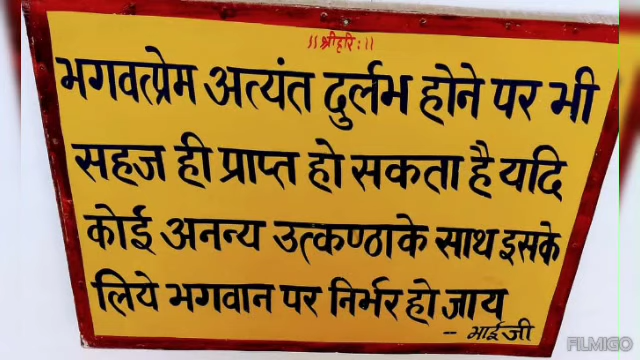 ।।श्रीहरि:।।
भगवत्प्रेम अत्यंत दुर्लभ होने पर भी
सहज ही प्राप्त हो सकता है यदि
कोई अनन्य उत्कण्ठाके साथ इसके
लिये भगवान पर निर्भर हो जाय
-- भाईजी
FILMIGO